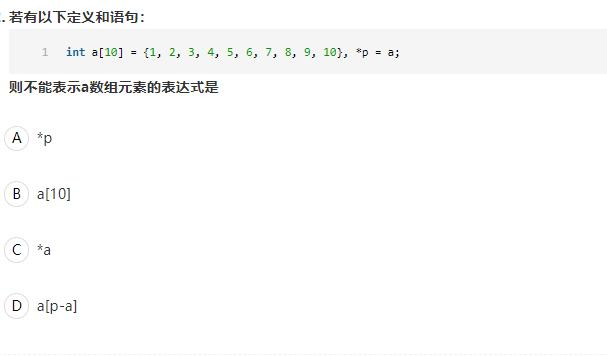 . 若有以下定义和语句：
1 int a[10] = {1, 2, 3, 4, 5, 6, 7, 8, 9, 10}, *p = a;
则不能表示a数组元素的表达式是
A *p
B a[10]
C *a
D a[p-a]